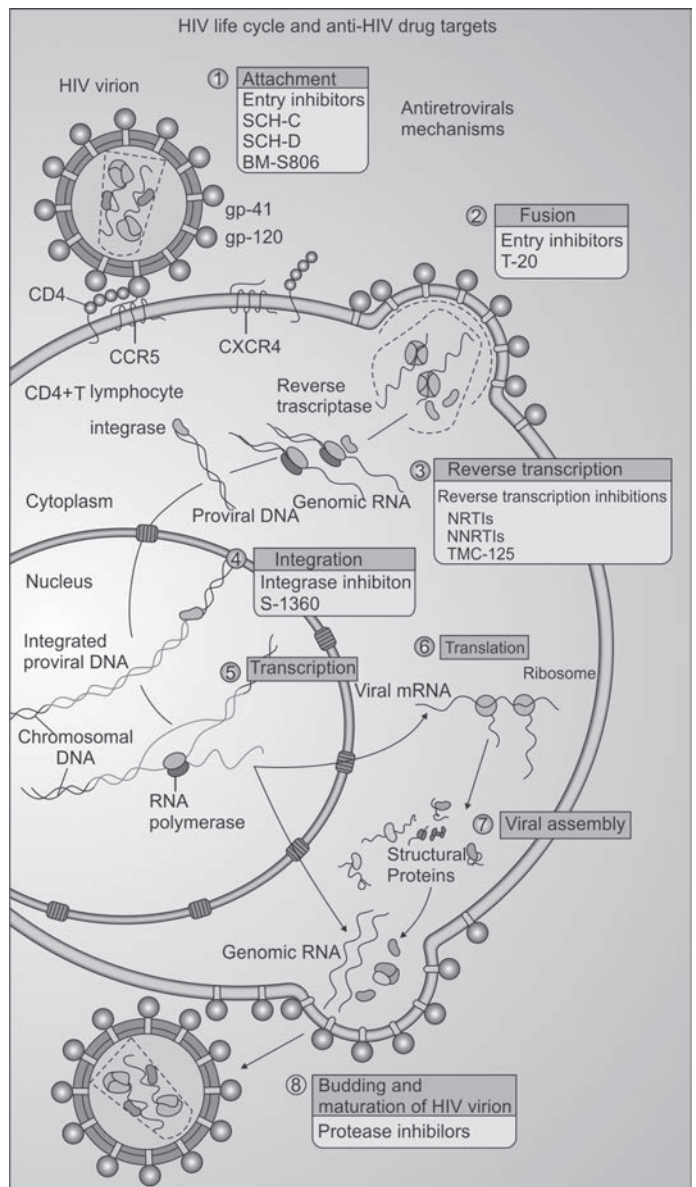 HIV life cycle and anti-HIV drug targets
HIV virion
1 Attachment
Entry inhibitors
SCH-C
SCH-D
BM-S806
Antiretrovirals
mechanisms
gp-41
gp-120
2 Fusion
Entry inhibitors
T-20
CD4
CCR5
CXCR4
CD4+T lymphocyte
integrase
Reverse
trascriptase
Proviral DNA
Genomic RNA
3 Reverse transcription
Reverse transcription inhibitions
NRTIs
NNRTIs
TMC-125
Cytoplasm
Nucleus
4 Integration
Integrase inhibiton
S-1360
Integrated
proviral DNA
5 Transcription
6 Translation
Ribosome
Viral mRNA
Chromosomal
DNA
RNA
polymerase
7 Viral assembly
Structural
Proteins
Genomic RNA
8 Budding and
maturation of HIV virion
Protease inhibilors